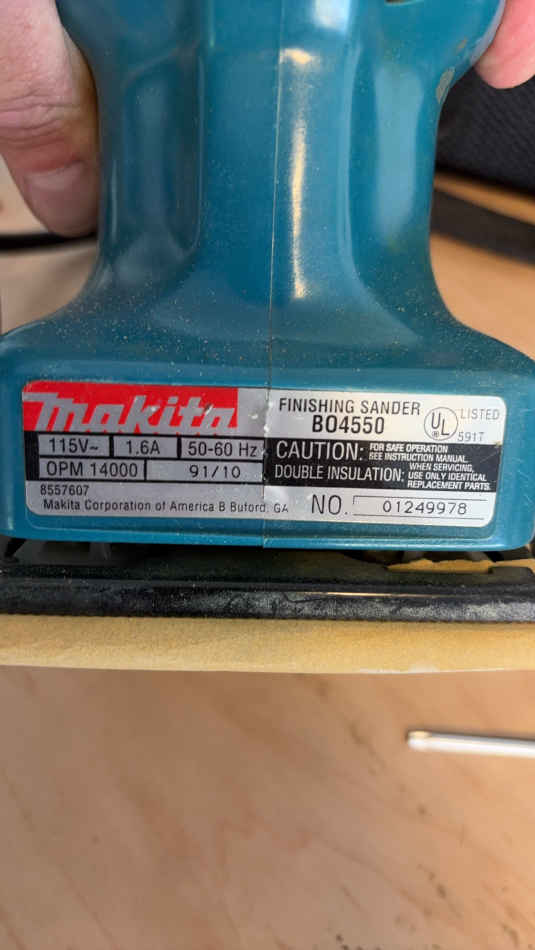 makita
115V~ 1.6A 50-60 Hz
OPM 14000 91/10
8557607
Makita Corporation of America B Buford, GA
FINISHING SANDER
BO4550
UL LISTED
591T
CAUTION: FOR SAFE OPERATION
SEE INSTRUCTION MANUAL.
DOUBLE INSULATION: WHEN SERVICING,
USE ONLY IDENTICAL
REPLACEMENT PARTS.
NO. 01249978